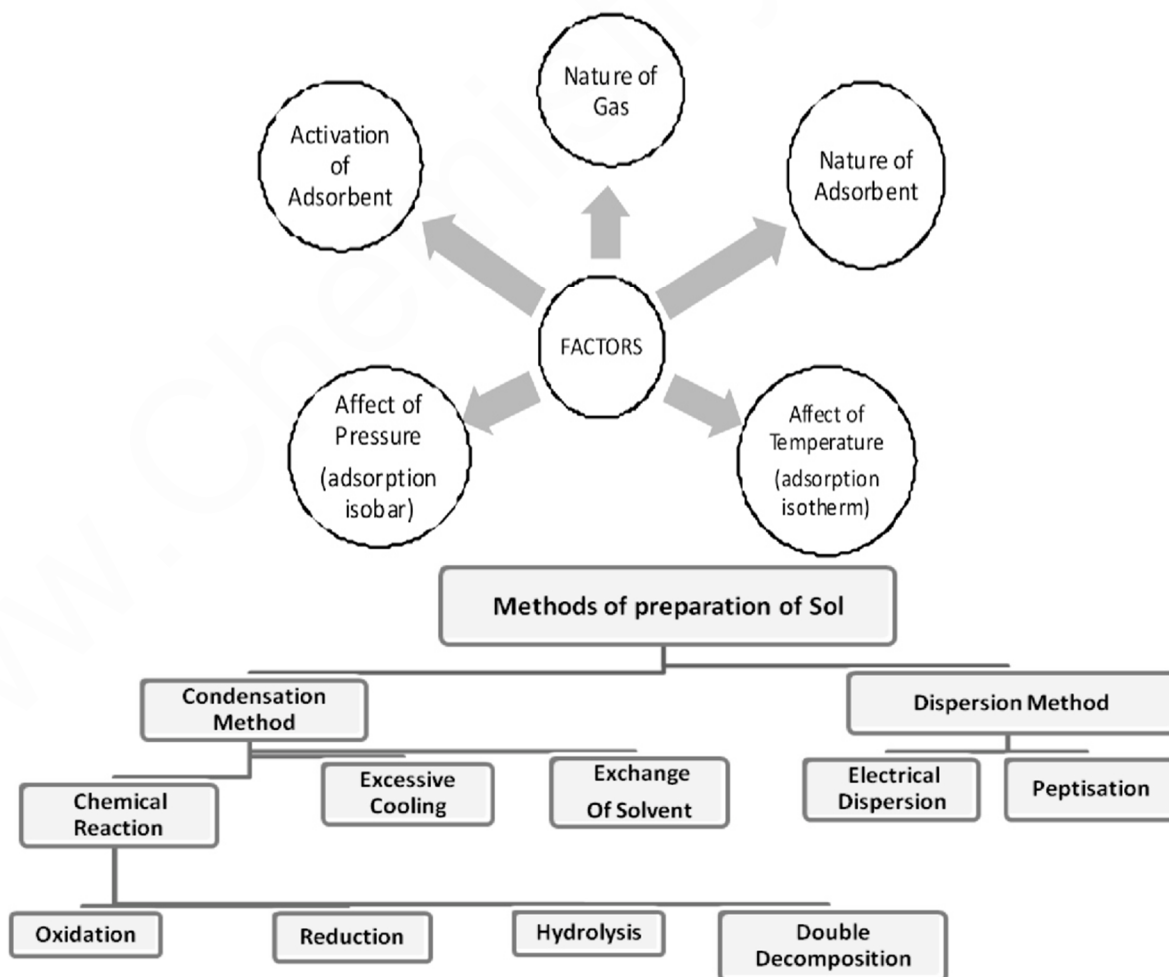 Nature of
Gas
Activation
of
Adsorbent
Nature of
Adsorbent
FACTORS
Affect of
Pressure
(adsorption
isobar)
Affect of
Temperature
(adsorption
isotherm)
Methods of preparation of Sol
Condensation
Method
Dispersion Method
Excessive
Cooling
Exchange
Of Solvent
Electrical
Dispersion
Peptisation
Chemical
Reaction
Oxidation
Reduction
Hydrolysis
Double
Decomposition